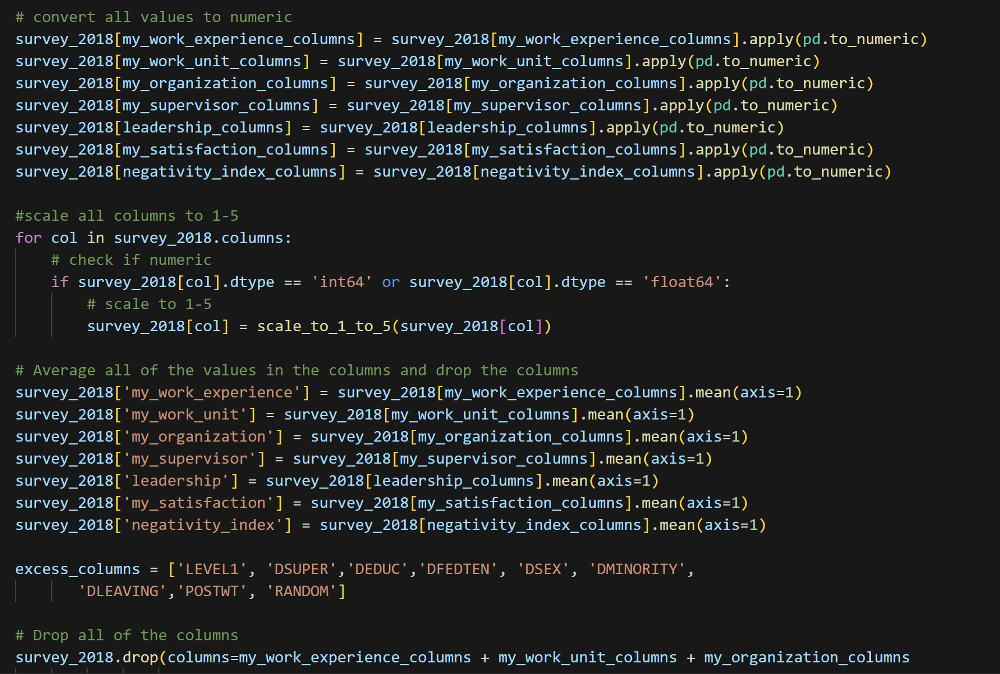 # convert all values to numeric
survey_2018[my_work_experience_columns] = survey_2018[my_work_experience_columns].apply(pd.to_numeric)
survey_2018[my_work_unit_columns] = survey_2018[my_work_unit_columns].apply(pd.to_numeric)
survey_2018[my_organization_columns] = survey_2018[my_organization_columns].apply(pd.to_numeric)
survey_2018[my_supervisor_columns] = survey_2018[my_supervisor_columns].apply(pd.to_numeric)
survey_2018[leadership_columns] = survey_2018[leadership_columns].apply(pd.to_numeric)
survey_2018[my_satisfaction_columns] = survey_2018[my_satisfaction_columns].apply(pd.to_numeric)
survey_2018[negativity_index_columns] = survey_2018[negativity_index_columns].apply(pd.to_numeric)

#scale all columns to 1-5
for col in survey_2018.columns:
    # check if numeric
    if survey_2018[col].dtype == 'int64' or survey_2018[col].dtype == 'float64':
        # scale to 1-5
        survey_2018[col] = scale_to_1_to_5(survey_2018[col])

# Average all of the values in the columns and drop the columns
survey_2018['my_work_experience'] = survey_2018[my_work_experience_columns].mean(axis=1)
survey_2018['my_work_unit'] = survey_2018[my_work_unit_columns].mean(axis=1)
survey_2018['my_organization'] = survey_2018[my_organization_columns].mean(axis=1)
survey_2018['my_supervisor'] = survey_2018[my_supervisor_columns].mean(axis=1)
survey_2018['leadership'] = survey_2018[leadership_columns].mean(axis=1)
survey_2018['my_satisfaction'] = survey_2018[my_satisfaction_columns].mean(axis=1)
survey_2018['negativity_index'] = survey_2018[negativity_index_columns].mean(axis=1)

excess_columns = ['LEVEL1', 'DSUPER','DEDUC','DFEDTEN', 'DSEX', 'DMINORITY',
       'DLEAVING','POSTWT', 'RANDOM']

# Drop all of the columns
survey_2018.drop(columns=my_work_experience_columns + my_work_unit_columns + my_organization_columns